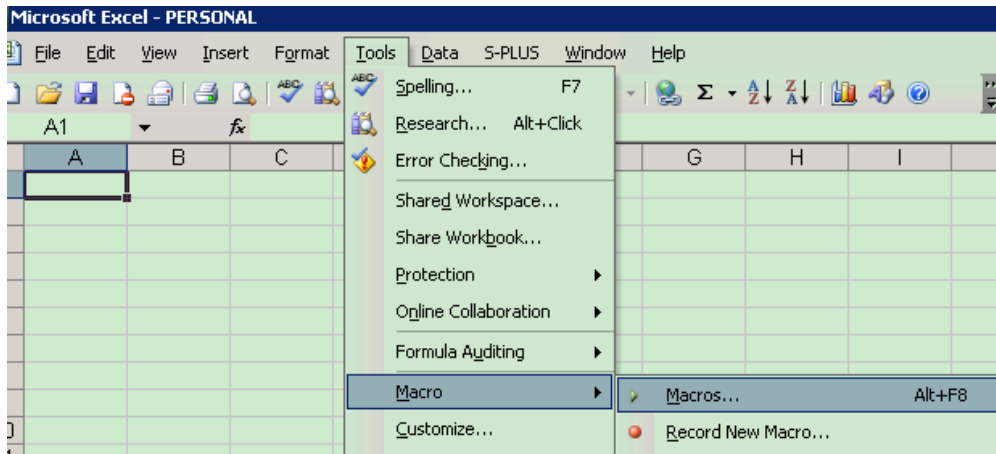 Microsoft Excel - PERSONAL
File Edit View Insert Format Tools Data S-PLUS Window Help
ABC ABC Spelling... F7 Σ A Z Z A
A1 fx Research... Alt+Click
A B C Error Checking... G H I
Shared Workspace...
Share Workbook...
Protection
Online Collaboration
Formula Auditing
Macro Macros... Alt+F8
Customize... Record New Macro...